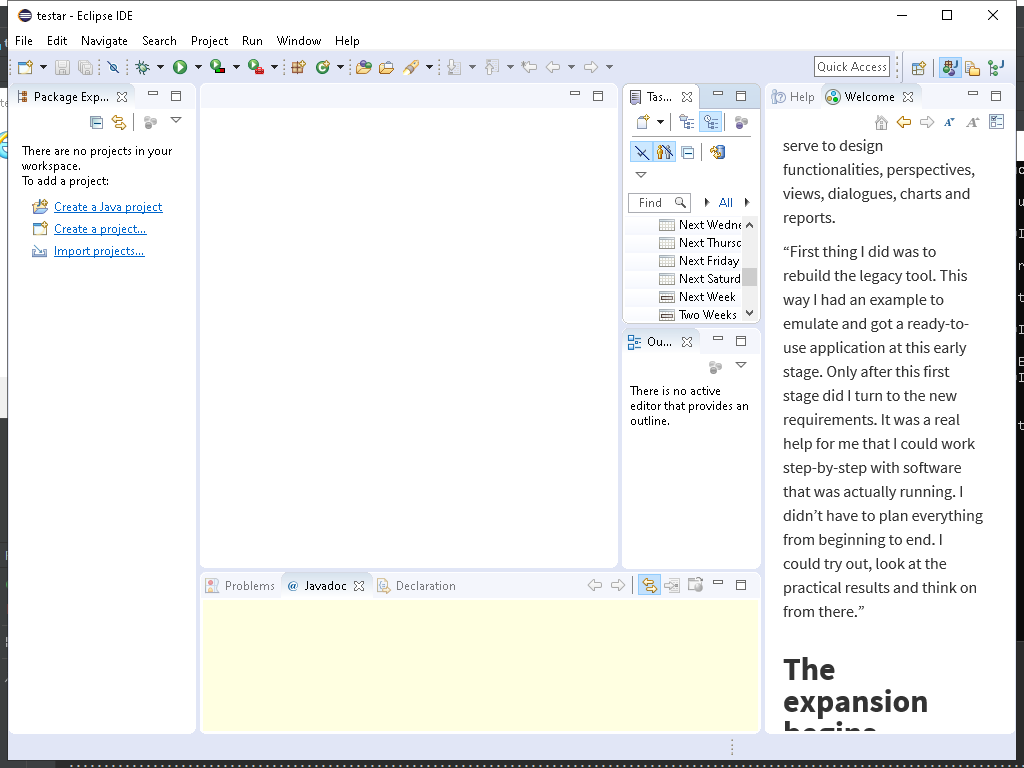 testar - Eclipse IDE
File Edit Navigate Search Project Run Window Help
Quick Access
Package Exp...
There are no projects in your
workspace.
To add a project:
Create a Java project
Create a project...
Import projects...
Tas...
Find
All
Next Wedne
Next Thursd
Next Friday
Next Saturd
Next Week
Two Weeks
Ou...
There is no active
editor that provides an
outline.
Problems @ Javadoc Declaration
Help Welcome
serve to design
functionalities, perspectives,
views, dialogues, charts and
reports.
“First thing I did was to
rebuild the legacy tool. This
way I had an example to
emulate and got a ready-to-
use application at this early
stage. Only after this first
stage did I turn to the new
requirements. It was a real
help for me that I could work
step-by-step with software
that was actually running. I
didn’t have to plan everything
from beginning to end. I
could try out, look at the
practical results and think on
from there.”
The
expansion
begins